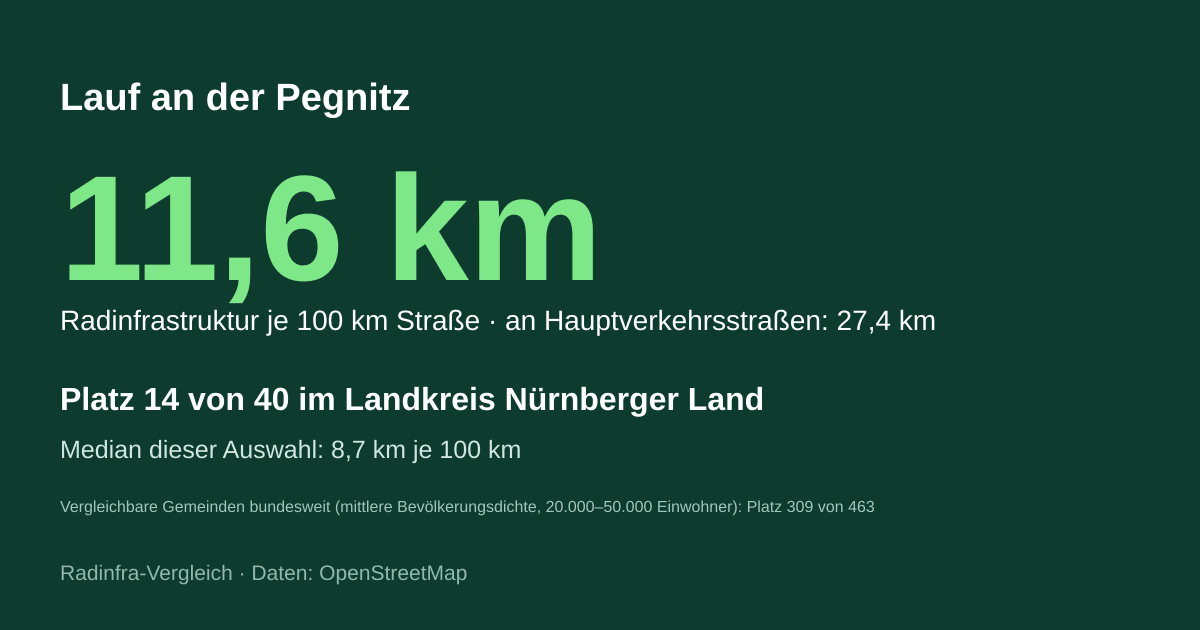 Lauf an der Pegnitz
11,6 km
Radinfrastruktur je 100 km Straße · an Hauptverkehrsstraßen: 27,4 km
Platz 14 von 40 im Landkreis Nürnberger Land
Median dieser Auswahl: 8,7 km je 100 km
Vergleichbare Gemeinden bundesweit (mittlere Bevölkerungsdichte, 20.000–50.000 Einwohner): Platz 309 von 463
Radinfra-Vergleich · Daten: OpenStreetMap